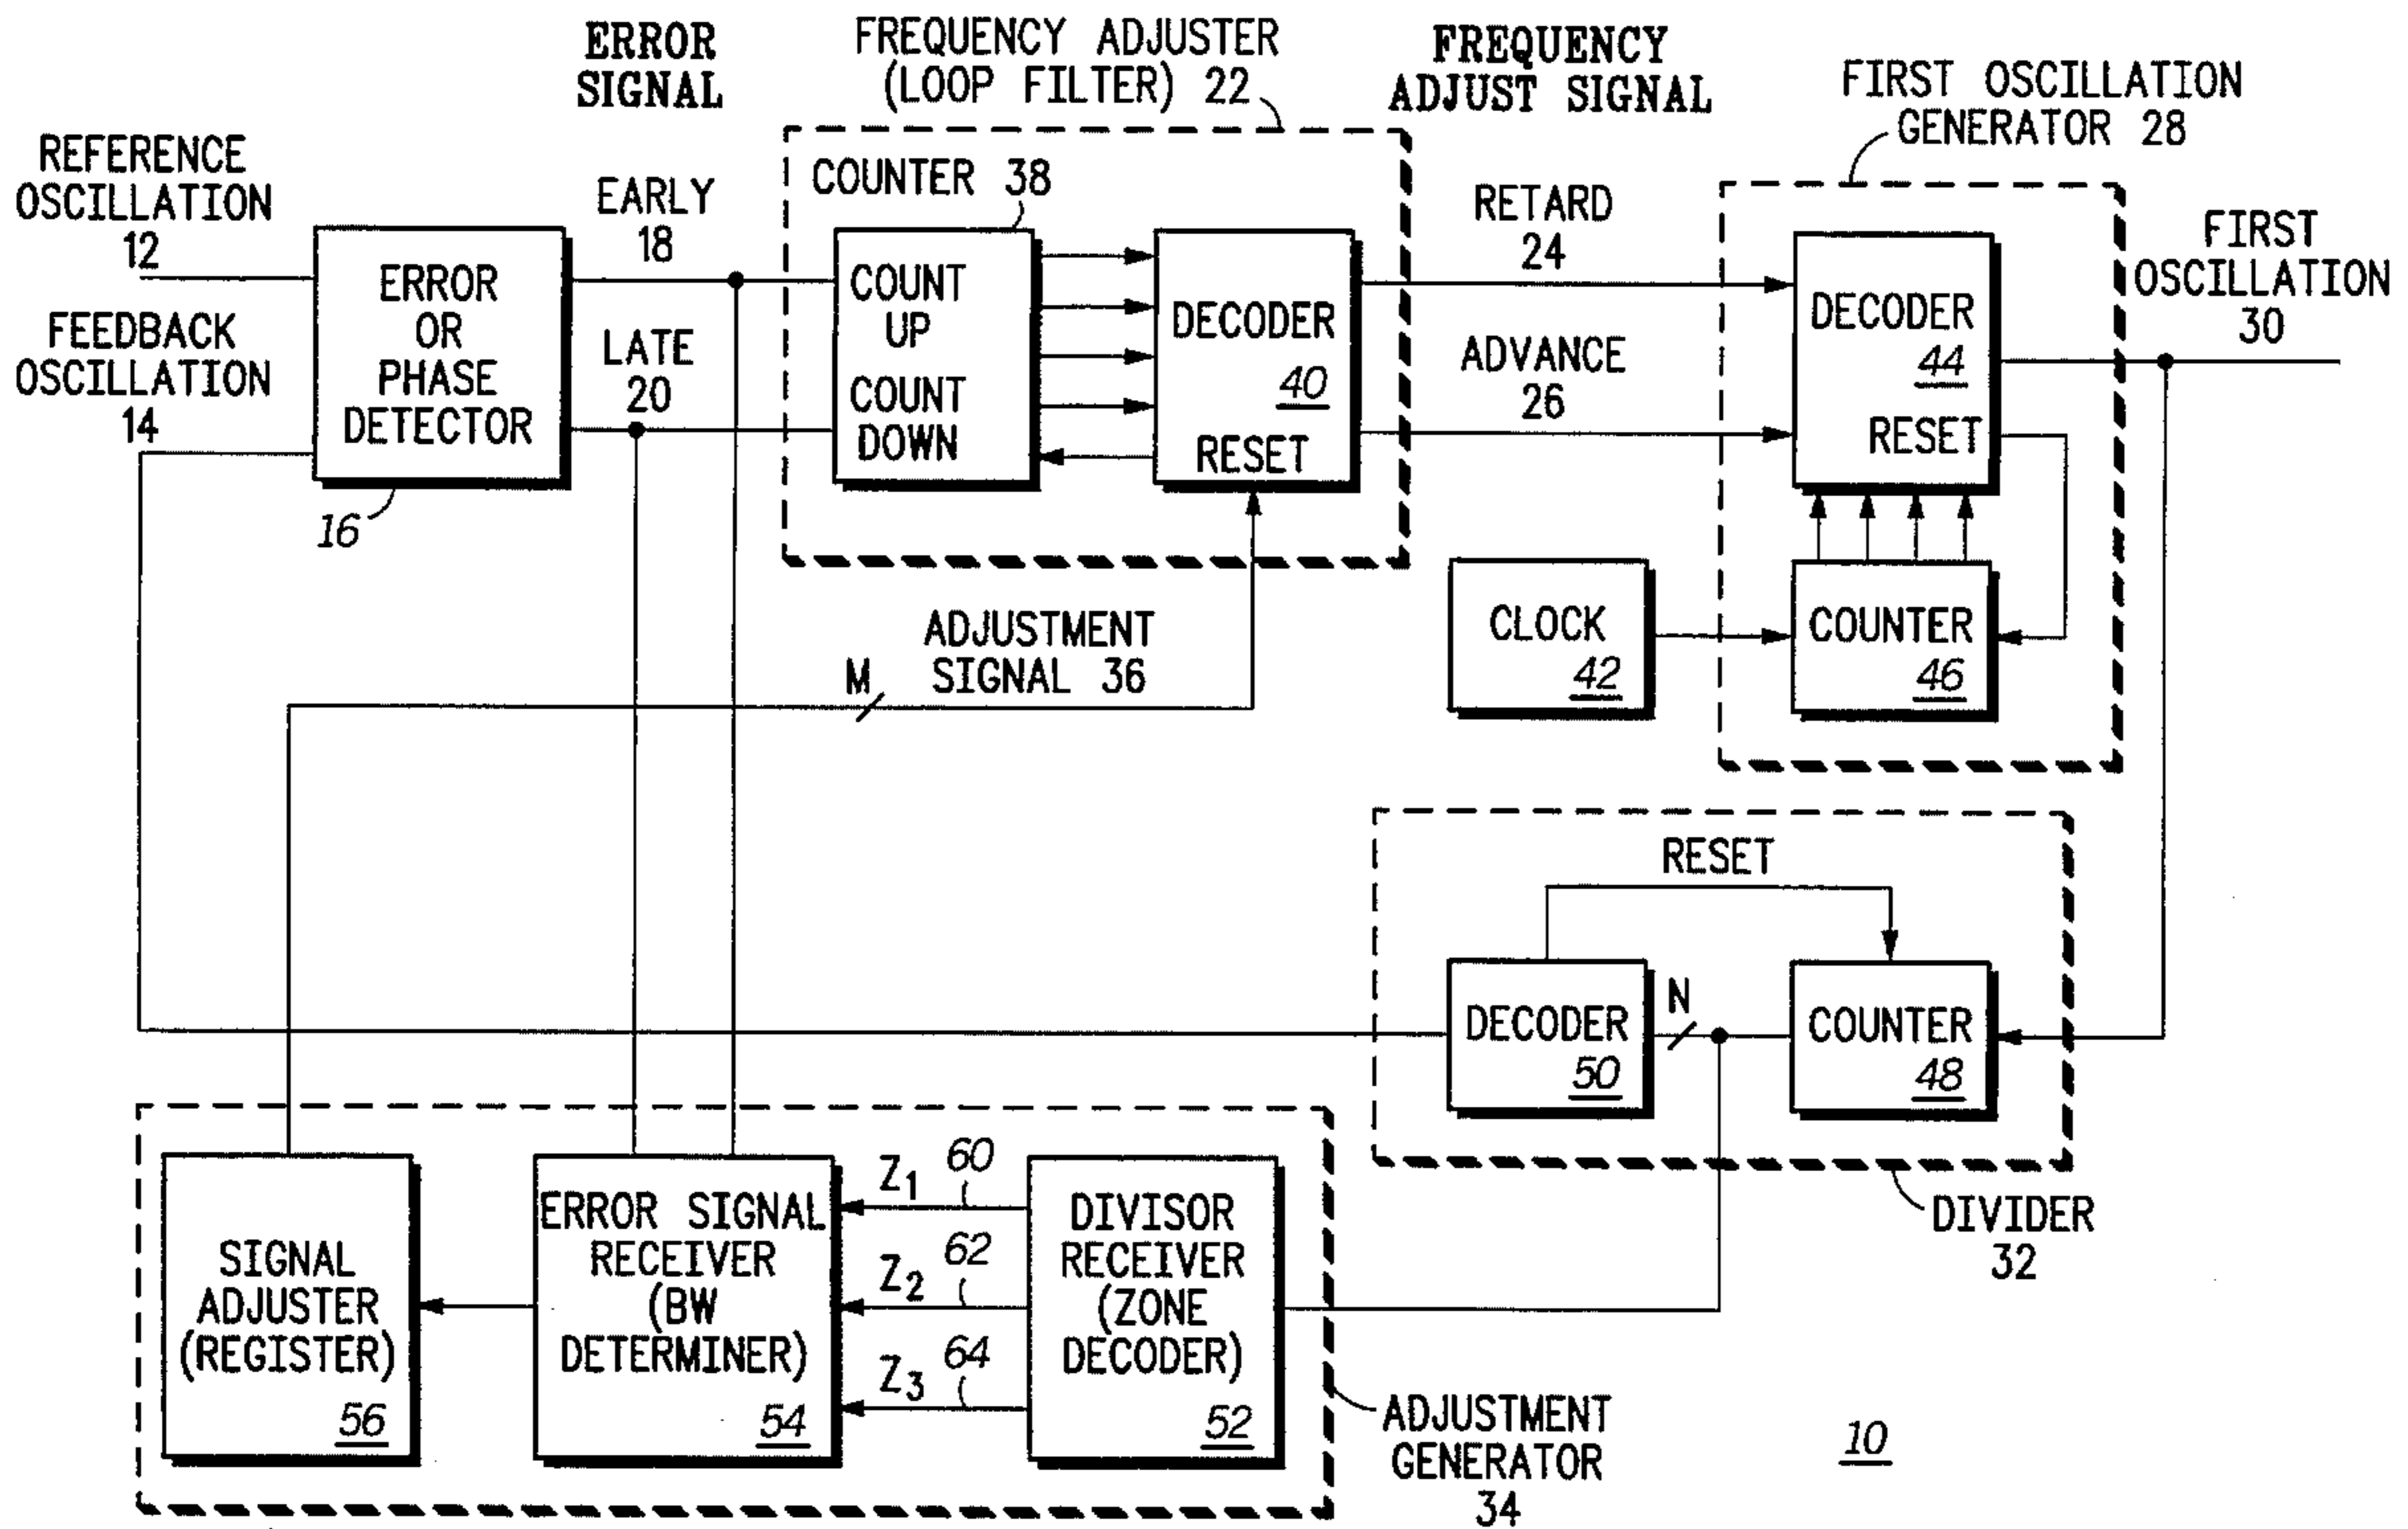 ERROR
SIGNAL
FREQUENCY ADJUSTER
(LOOP FILTER) 22
FREQUENCY
ADJUST SIGNAL
FIRST OSCILLATION
GENERATOR 28
REFERENCE
OSCILLATION
12
FEEDBACK
OSCILLATION
14
ERROR
OR
PHASE
DETECTOR
16
EARLY
18
LATE
20
COUNTER 38
COUNT
UP
COUNT
DOWN
DECODER
40
RESET
RETARD
24
ADVANCE
26
DECODER
44
RESET
FIRST
OSCILLATION
30
CLOCK
42
COUNTER
46
ADJUSTMENT
SIGNAL 36
M
RESET
DECODER
50
N
COUNTER
48
DIVIDER
32
SIGNAL
ADJUSTER
(REGISTER)
56
ERROR SIGNAL
RECEIVER
(BW
DETERMINER)
54
Z1 60
Z2 62
Z3 64
DIVISOR
RECEIVER
(ZONE
DECODER)
52
ADJUSTMENT
GENERATOR
34
10